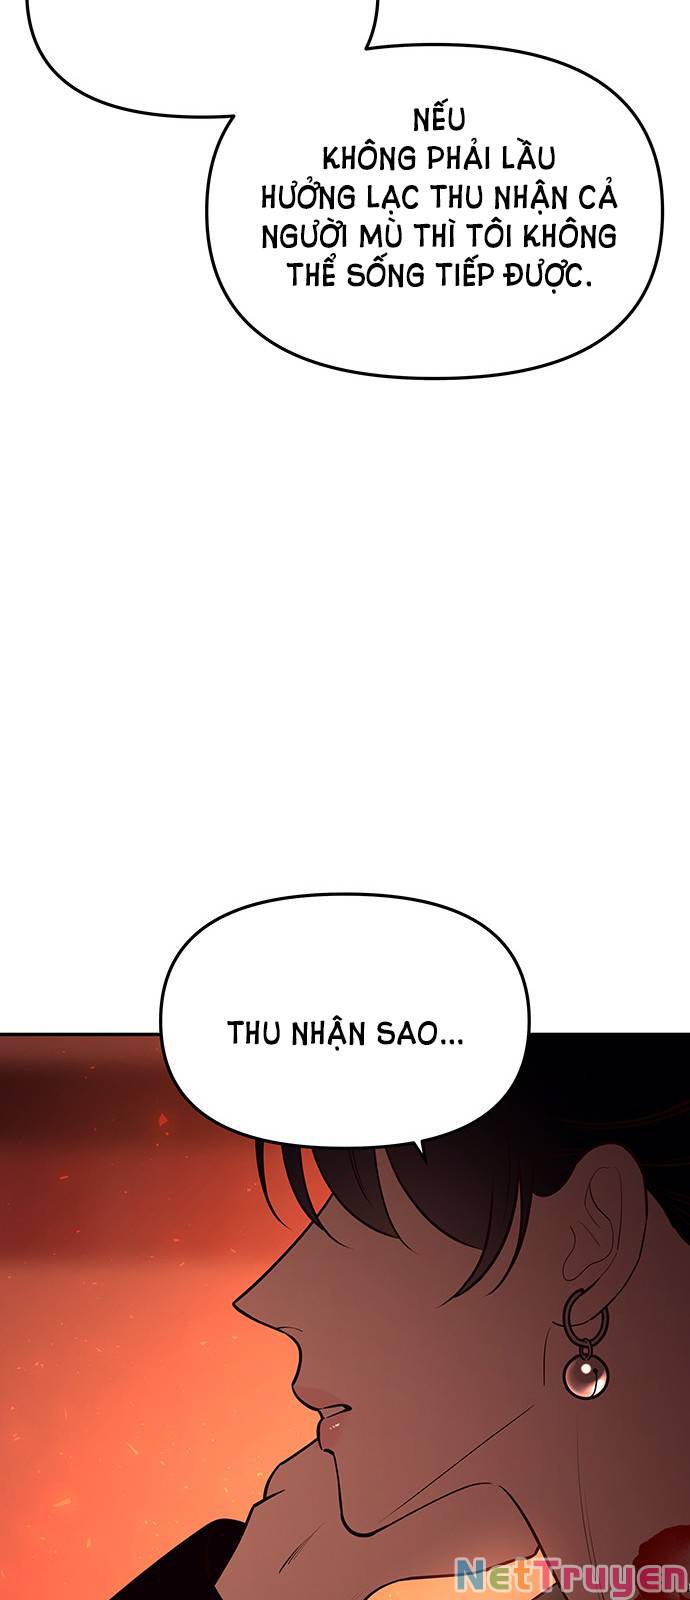 NẾU
KHÔNG PHẢI LẦU
HƯỞNG LẠC THU NHẬN CẢ
NGƯỜI MÙ THÌ TÔI KHÔNG
THỂ SỐNG TIẾP ĐƯỢC.
THU NHẬN SAO...
NetTruyen